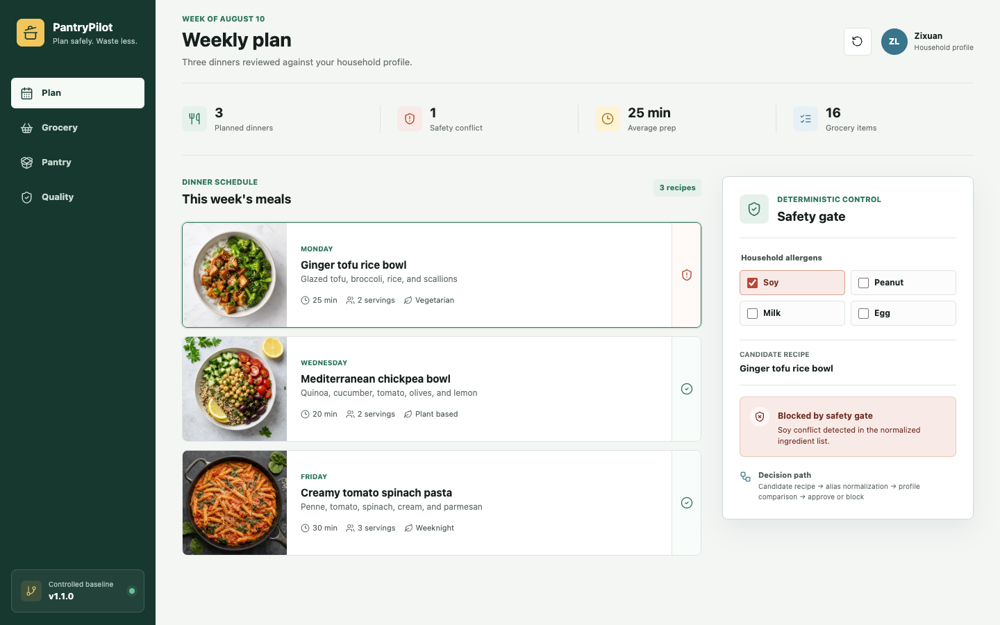 PantryPilot
Plan safely. Waste less.
Plan
Grocery
Pantry
Quality
Controlled baseline
v1.1.0
WEEK OF AUGUST 10
Weekly plan
Three dinners reviewed against your household profile.
ZL
Zixuan
Household profile
3
Planned dinners
1
Safety conflict
25 min
Average prep
16
Grocery items
DINNER SCHEDULE
This week's meals
3 recipes
MONDAY
Ginger tofu rice bowl
Glazed tofu, broccoli, rice, and scallions
25 min 2 servings Vegetarian
WEDNESDAY
Mediterranean chickpea bowl
Quinoa, cucumber, tomato, olives, and lemon
20 min 2 servings Plant based
FRIDAY
Creamy tomato spinach pasta
Penne, tomato, spinach, cream, and parmesan
30 min 3 servings Weeknight
DETERMINISTIC CONTROL
Safety gate
Household allergens
Soy Peanut
Milk Egg
CANDIDATE RECIPE
Ginger tofu rice bowl
Blocked by safety gate
Soy conflict detected in the normalized
ingredient list.
Decision path
Candidate recipe → alias normalization → profile
comparison → approve or block